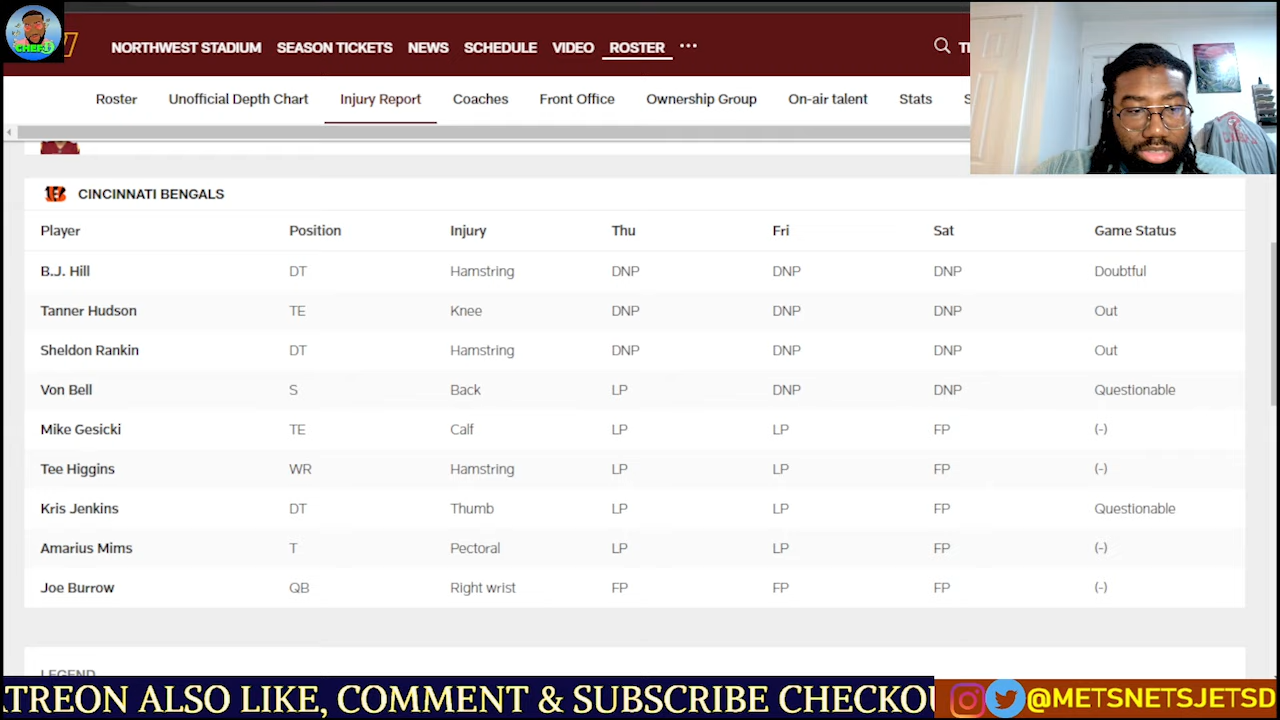 CHEF J
NORTHWEST STADIUM SEASON TICKETS NEWS SCHEDULE VIDEO ROSTER ...
Roster Unofficial Depth Chart Injury Report Coaches Front Office Ownership Group On-air talent Stats
CINCINNATI BENGALS
Player Position Injury Thu Fri Sat Game Status
B.J. Hill DT Hamstring DNP DNP DNP Doubtful
Tanner Hudson TE Knee DNP DNP DNP Out
Sheldon Rankin DT Hamstring DNP DNP DNP Out
Von Bell S Back LP DNP DNP Questionable
Mike Gesicki TE Calf LP LP FP (-)
Tee Higgins WR Hamstring LP LP FP (-)
Kris Jenkins DT Thumb LP LP FP Questionable
Amarius Mims T Pectoral LP LP FP (-)
Joe Burrow QB Right wrist FP FP FP (-)
LEGEND
TREON ALSO LIKE, COMMENT & SUBSCRIBE CHECKOU
@METSNETSJETSD